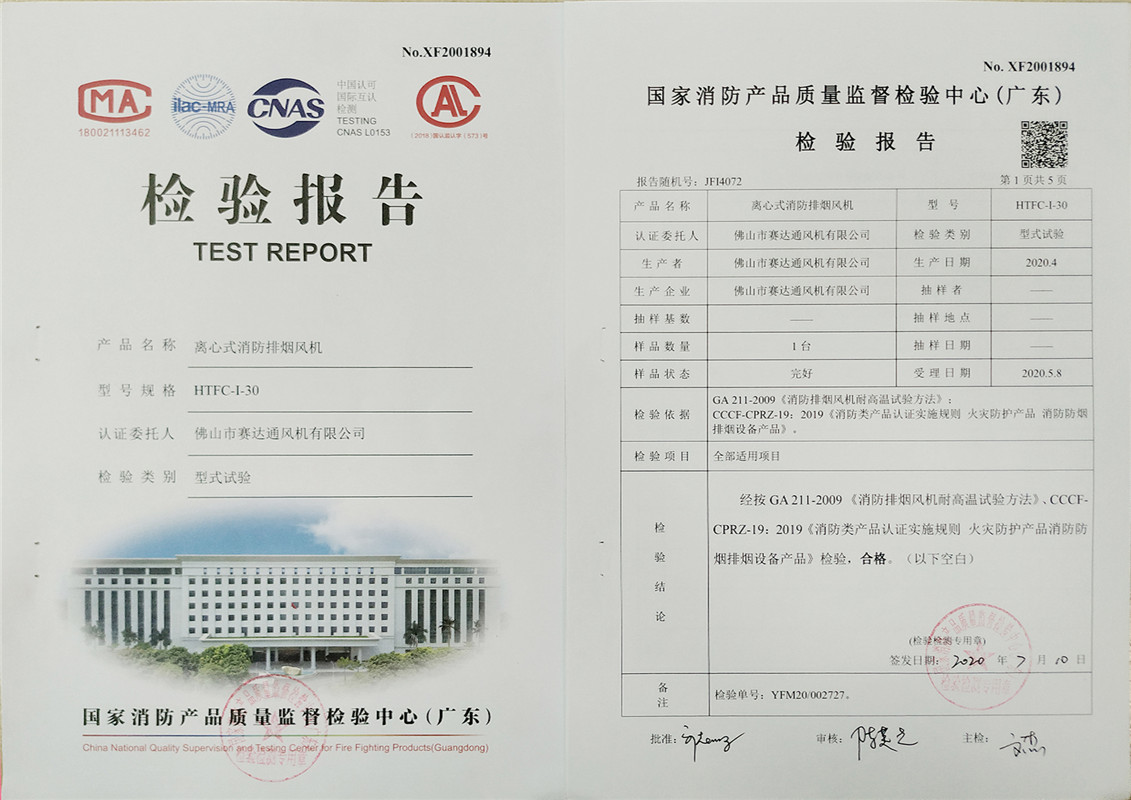 No.XF2001894
MA
180021113462
ilac-MRA
CNAS
中国认可
国际互认
检测
TESTING
CNAS L0153
CAL
(2018)国认监认字(573)号
检验报告
TEST REPORT
产品名称 离心式消防排烟风机
型号规格 HTFC-I-30
认证委托人 佛山市赛达通风机有限公司
检验类别 型式试验
国家消防产品质量监督检验中心(广东)
China National Quality Supervision and Testing Center for Fire Fighting Products(Guangdong)
No. XF2001894
国家消防产品质量监督检验中心(广东)
检验报告
报告随机号: JFI4072 第1页共5页
产品名称 离心式消防排烟风机 型号 HTFC-I-30
认证委托人 佛山市赛达通风机有限公司 检验类别 型式试验
生产者 佛山市赛达通风机有限公司 生产日期 2020.4
生产企业 佛山市赛达通风机有限公司 抽样者 ——
抽样基数 —— 抽样地点 ——
样品数量 1台 抽样日期 ——
样品状态 完好 受理日期 2020.5.8
检验依据 GA 211-2009《消防排烟风机耐高温试验方法》;
CCCF-CPRZ-19: 2019《消防类产品认证实施规则 火灾防护产品 消防防烟
排烟设备产品》。
检验项目 全部适用项目
检验结论
经按GA 211-2009《消防排烟风机耐高温试验方法》、CCCF-
CPRZ-19: 2019《消防类产品认证实施规则 火灾防护产品消防防
烟排烟设备产品》检验,合格。(以下空白)
(检验检测专用章)
签发日期: 2020 年 7 月 10 日
备注 检验单号: YFM20/002727。
批准: 审核: 主检: